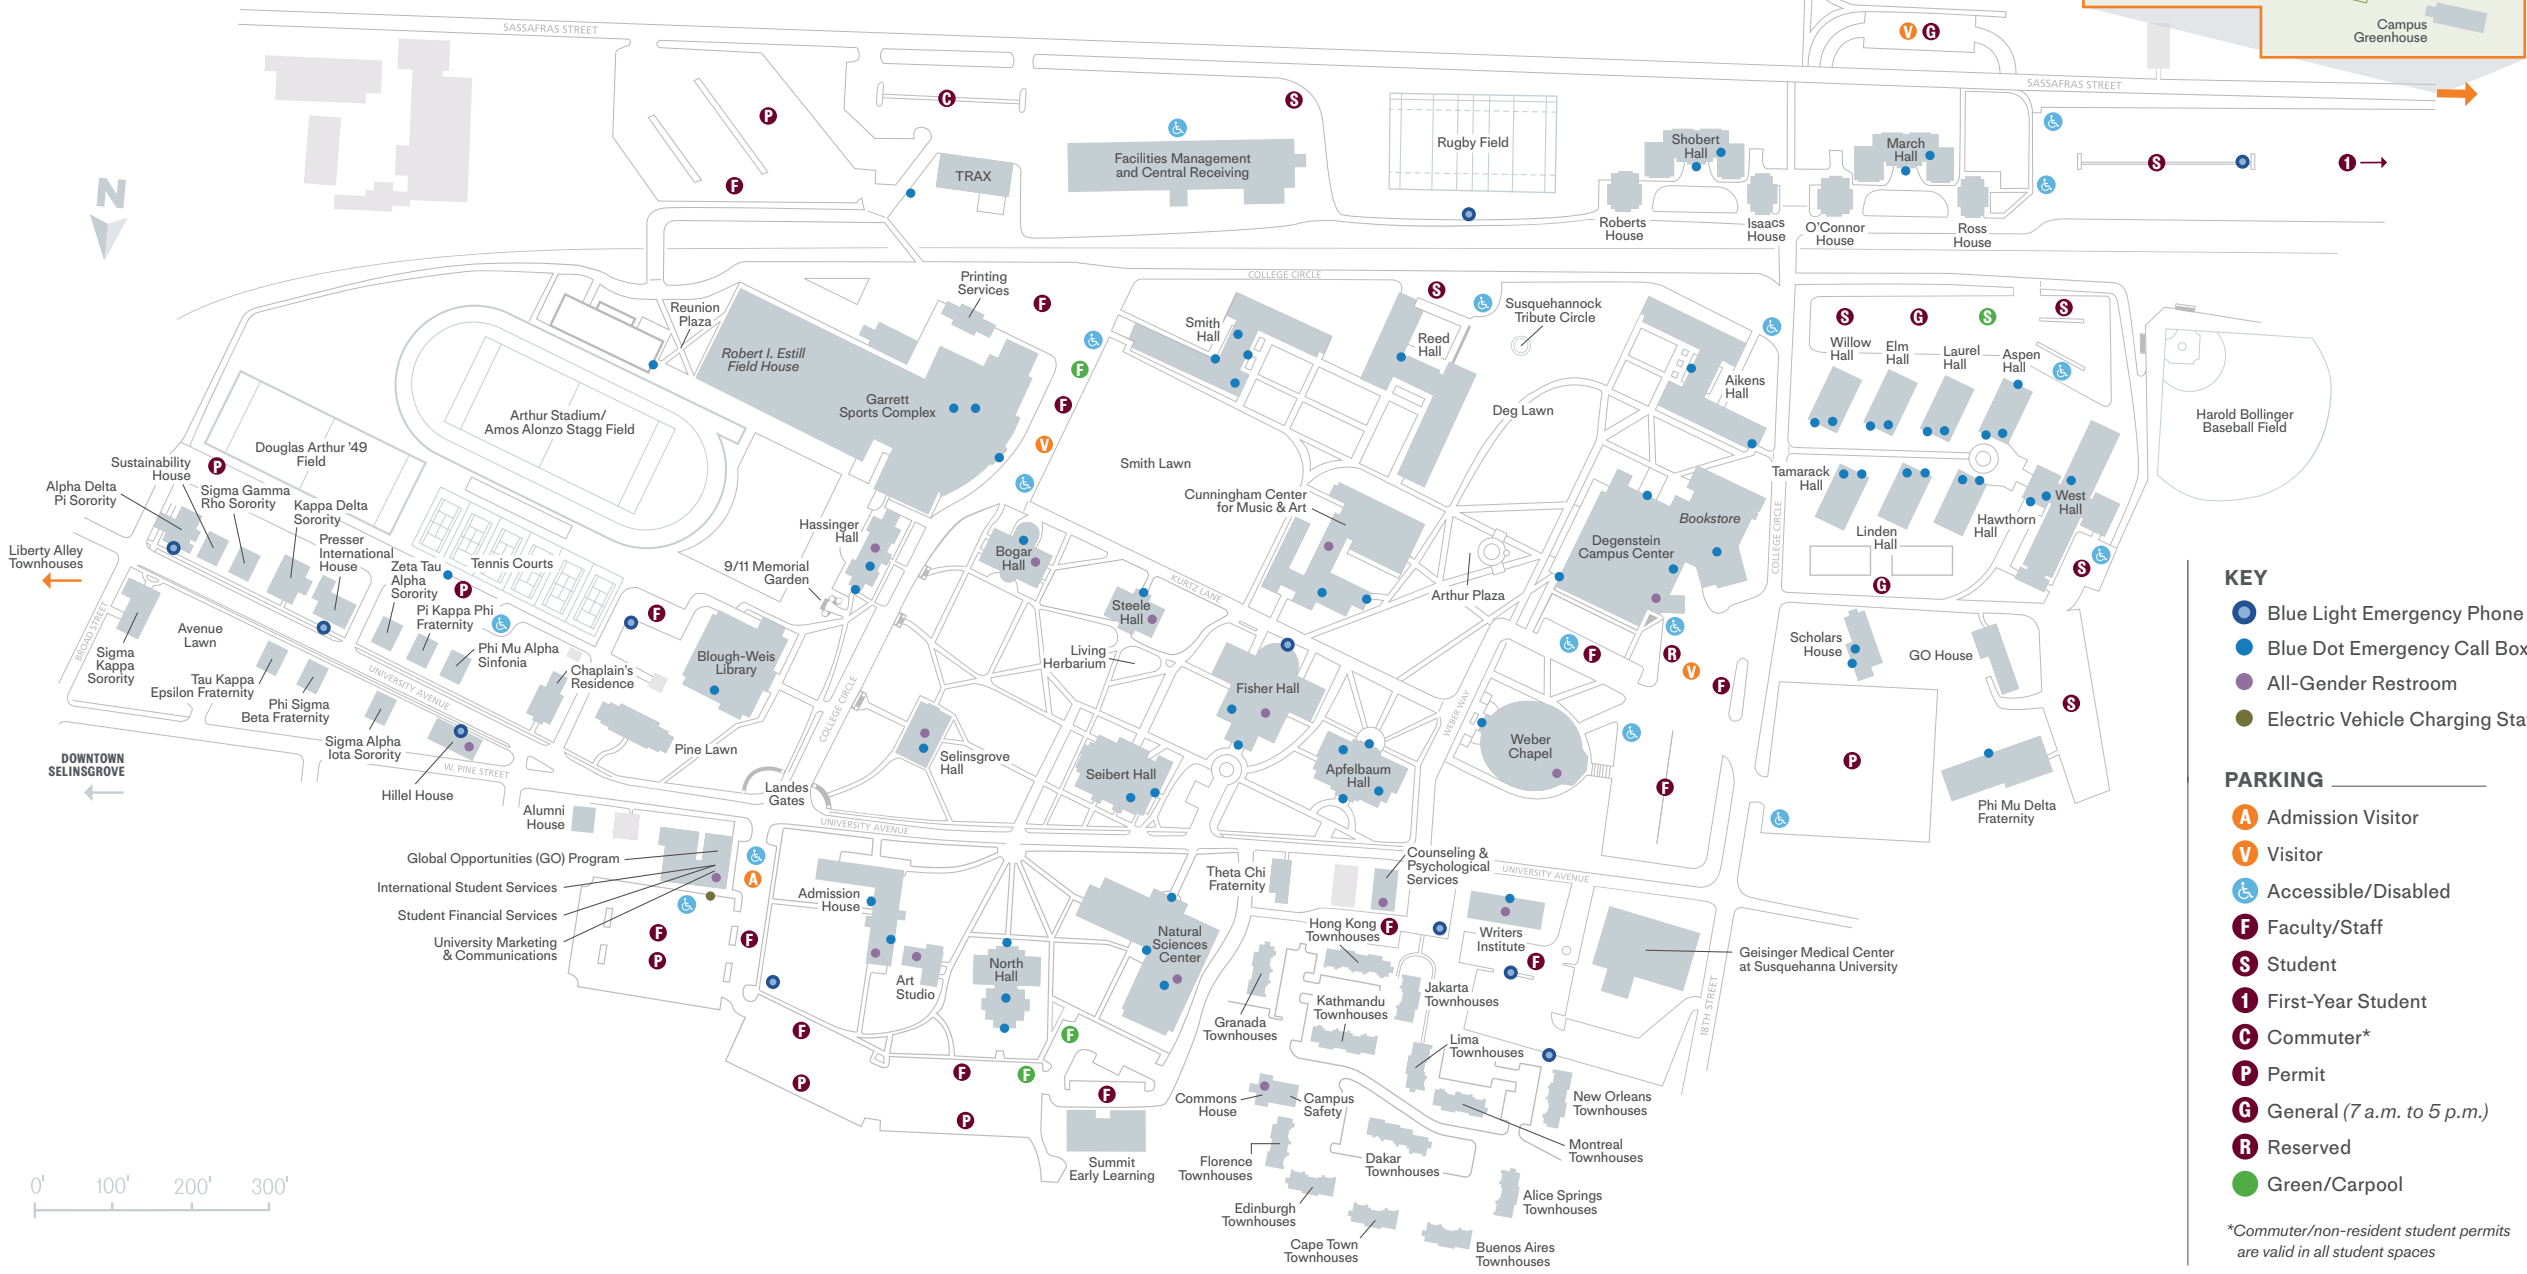 SASSAFRAS STREET
V G
Campus
Greenhouse
SASSAFRAS STREET
P
C
S
F
TRAX
Facilities Management
and Central Receiving
Rugby Field
Shobert
Hall
March
Hall
S
1
N
Roberts
House
Isaacs
House
O'Connor
House
Ross
House
COLLEGE CIRCLE
Printing
Services
F
S
Reunion
Plaza
Susquehannock
Tribute Circle
S
G
S
S
Robert I. Estill
Field House
Smith
Hall
Reed
Hall
Willow
Hall
Elm
Hall
Laurel
Hall
Aspen
Hall
F
F
V
Garrett
Sports Complex
Aikens
Hall
Deg Lawn
Arthur Stadium/
Amos Alonzo Stagg Field
Harold Bollinger
Baseball Field
Douglas Arthur '49
Field
P
Smith Lawn
Sustainability
House
Alpha Delta
Pi Sorority
Sigma Gamma
Rho Sorority
Kappa Delta
Sorority
Cunningham Center
for Music & Art
Tamarack
Hall
West
Hall
Bookstore
Hassinger
Hall
Linden
Hall
Hawthorn
Hall
Presser
International
House
Degenstein
Campus Center
COLLEGE CIRCLE
Liberty Alley
Townhouses
Zeta Tau
Alpha
Sorority
Tennis Courts
Bogar
Hall
9/11 Memorial
Garden
KURTZ LANE
Arthur Plaza
G
S
P
F
Steele
Hall
KEY
Blue Light Emergency Phone
Blue Dot Emergency Call Box
All-Gender Restroom
Electric Vehicle Charging Sta
Pi Kappa Phi
Fraternity
BROAD STREET
Avenue
Lawn
Sigma
Kappa
Sorority
Phi Mu Alpha
Sinfonia
Blough-Weis
Library
Living
Herbarium
F
R
V
F
Scholars
House
GO House
S
Chaplain's
Residence
Tau Kappa
Epsilon Fraternity
UNIVERSITY AVENUE
Phi Sigma
Beta Fraternity
Fisher Hall
COLLEGE CIRCLE
WEBER WAY
Sigma Alpha
Iota Sorority
Pine Lawn
Selinsgrove
Hall
Weber
Chapel
DOWNTOWN
SELINSGROVE
W. PINE STREET
Hillel House
Landes
Gates
Seibert Hall
Apfelbaum
Hall
F
P
Phi Mu Delta
Fraternity
PARKING
A Admission Visitor
V Visitor
Accessible/Disabled
F Faculty/Staff
S Student
1 First-Year Student
C Commuter*
P Permit
G General (7 a.m. to 5 p.m.)
R Reserved
Green/Carpool
*Commuter/non-resident student permits
are valid in all student spaces
Alumni
House
UNIVERSITY AVENUE
Global Opportunities (GO) Program
International Student Services
Student Financial Services
University Marketing
& Communications
A
F
P
F
Admission
House
Theta Chi
Fraternity
Counseling &
Psychological
Services
UNIVERSITY AVENUE
Hong Kong
Townhouses
F
Writers
Institute
F
Natural
Sciences
Center
Geisinger Medical Center
at Susquehanna University
North
Hall
Art
Studio
Jakarta
Townhouses
Kathmandu
Townhouses
Granada
Townhouses
18TH STREET
F
F
Lima
Townhouses
F
F
P
F
P
Commons
House
Campus
Safety
New Orleans
Townhouses
Montreal
Townhouses
Summit
Early Learning
Florence
Townhouses
Dakar
Townhouses
0' 100' 200' 300'
Edinburgh
Townhouses
Alice Springs
Townhouses
Cape Town
Townhouses
Buenos Aires
Townhouses